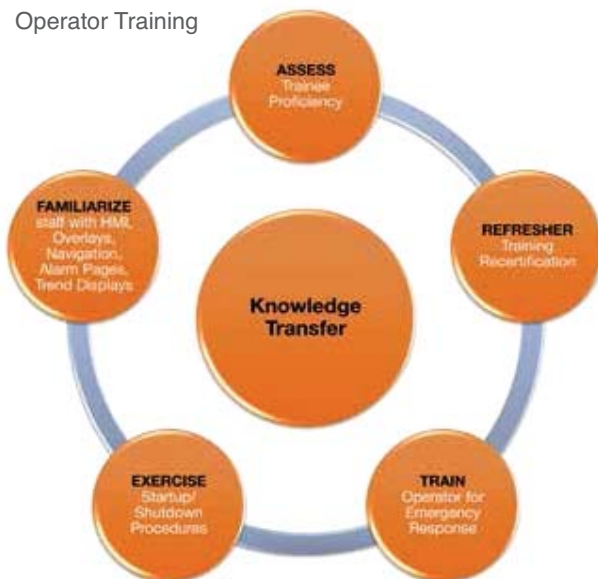 Operator Training
ASSESS
Trainee
Proficiency
REFRESHER
Training
Recertification
TRAIN
Operator for
Emergency
Response
EXERCISE
Startup/
Shutdown
Procedures
FAMILIARIZE
staff with HMI,
Overlays,
Navigation,
Alarm Pages,
Trend Displays
Knowledge
Transfer